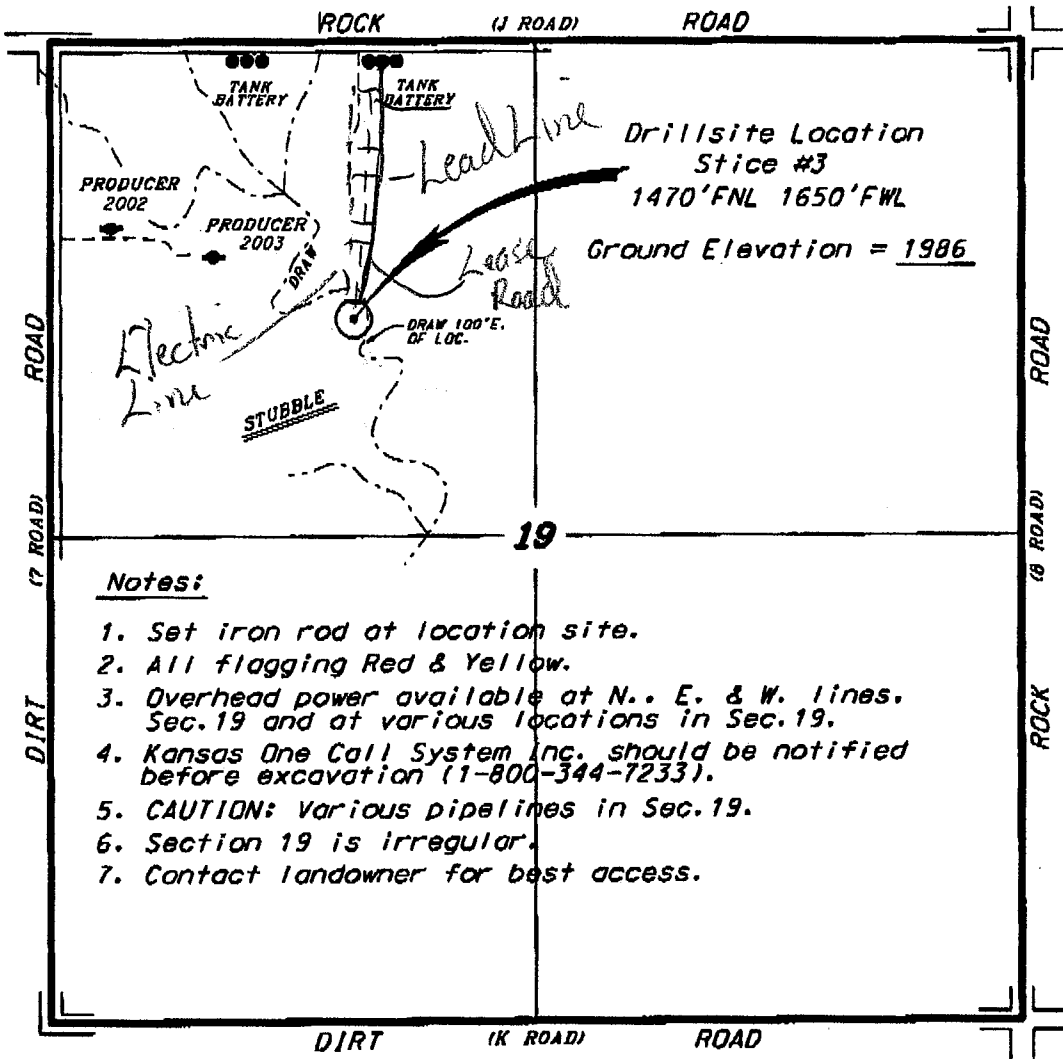 ROCK (J ROAD) ROAD
TANK
BATTERY
TANK
BATTERY
Lead Line
Drillsite Location
Stice #3
1470'FNL 1650'FWL
Ground Elevation = 1986
PRODUCER
2002
PRODUCER
2003
DRAW
Lease
Road
DRAW 100'E.
OF LOC.
Electric
Line
STUBBLE
ROAD
(7 ROAD)
DIRT
ROAD
(8 ROAD)
ROCK
19
Notes:
1. Set iron rod at location site.
2. All flagging Red & Yellow.
3. Overhead power available at N.. E. & W. lines.
Sec.19 and at various locations in Sec.19.
4. Kansas One Call System Inc. should be notified
before excavation (1-800-344-7233).
5. CAUTION: Various pipelines in Sec.19.
6. Section 19 is irregular.
7. Contact landowner for best access.
DIRT (K ROAD) ROAD